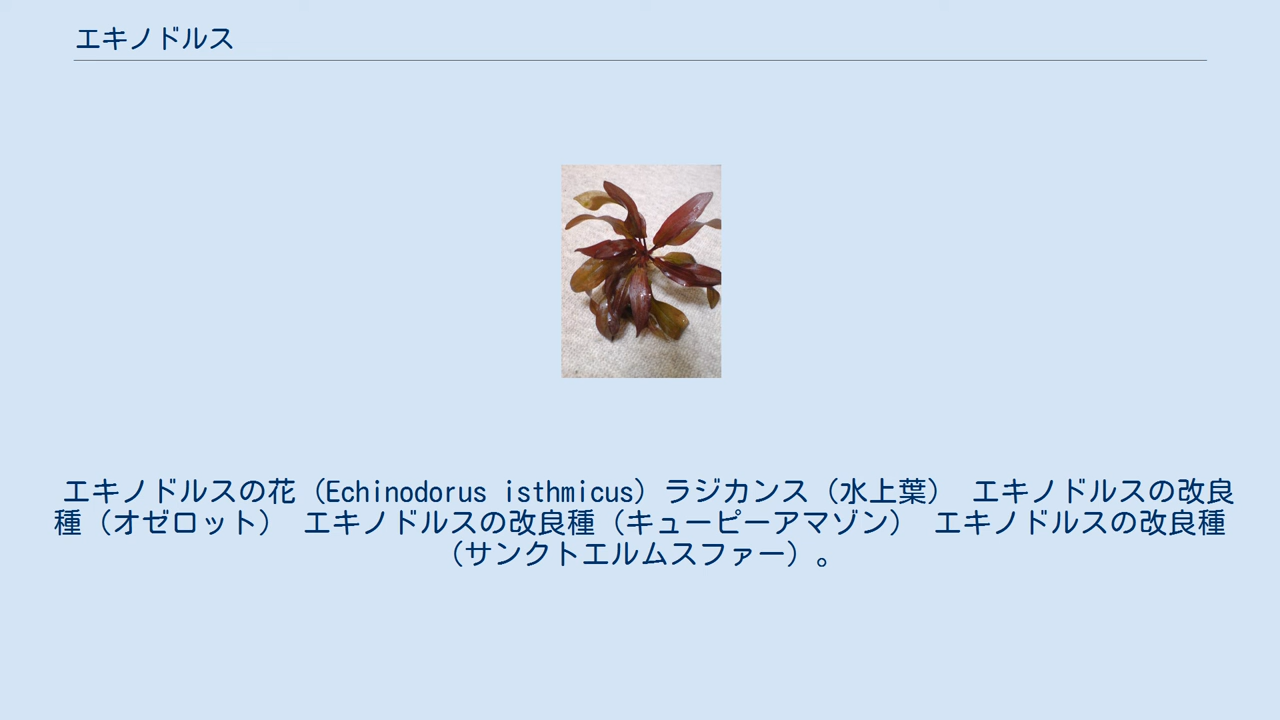 エキノドルス
エキノドルスの花（Echinodorus isthmicus）ラジカンス（水上葉） エキノドルスの改良
種（オゼロット） エキノドルスの改良種（キューピーアマゾン） エキノドルスの改良種
（サンクトエルムスファー）。